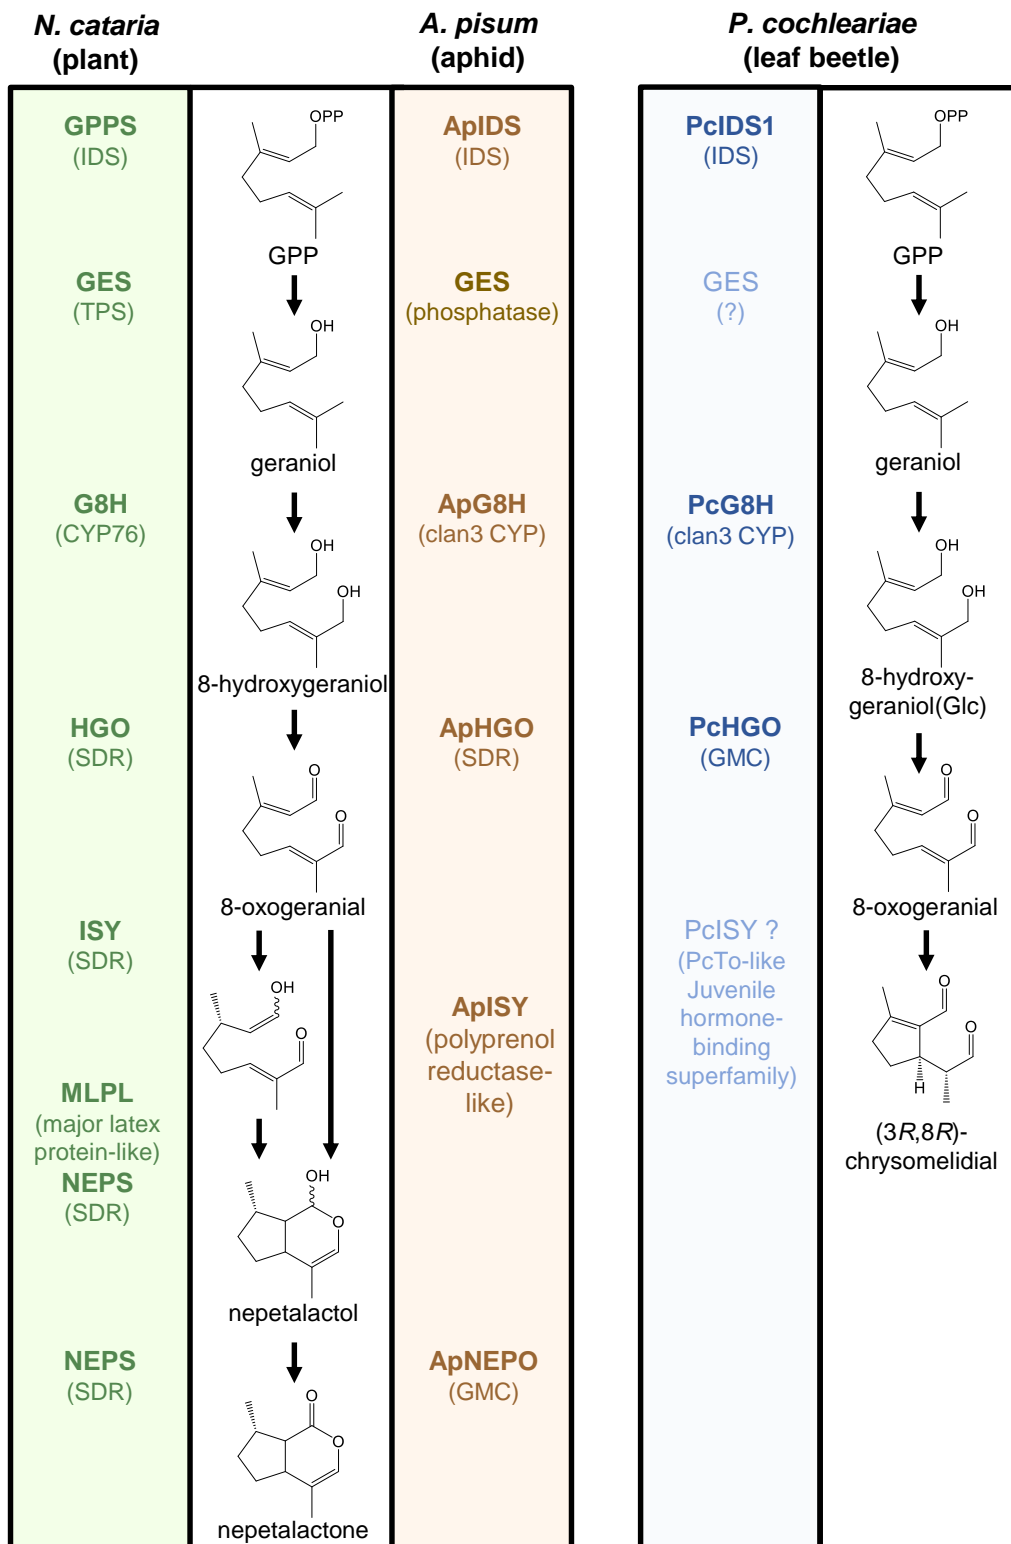 N. cataria
(plant)
A. pisum
(aphid)
P. cochleariae
(leaf beetle)
GPPS
(IDS)
OPP
GPP
ApIDS
(IDS)
PcIDS1
(IDS)
OPP
GPP
GES
(TPS)
OH
geraniol
GES
(phosphatase)
GES
(?)
OH
geraniol
G8H
(CYP76)
OH
OH
8-hydroxygeraniol
ApG8H
(clan3 CYP)
PcG8H
(clan3 CYP)
OH
OH
8-hydroxy-
geraniol(Glc)
HGO
(SDR)
O
O
8-oxogeranial
ApHGO
(SDR)
PcHGO
(GMC)
O
O
8-oxogeranial
ISY
(SDR)
OH
O
ApISY
(polyprenol
reductase-
like)
PcISY ?
(PcTo-like
Juvenile
hormone-
binding
superfamily)
O
O
H
(3R,8R)-
chrysomelidial
MLPL
(major latex
protein-like)
NEPS
(SDR)
OH
O
nepetalactol
NEPS
(SDR)
O
O
nepetalactone
ApNEPO
(GMC)